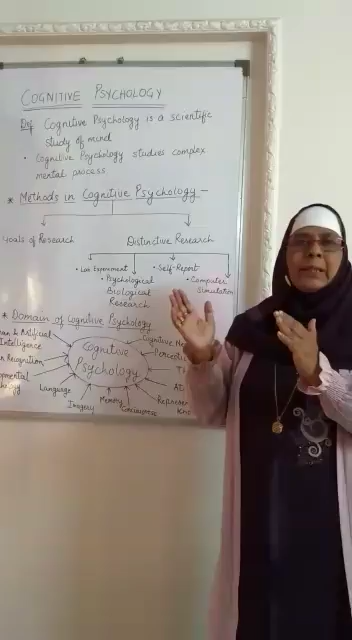 COGNITIVE PSYCHOLOGY
Def Cognitive Psychology is a scientific
study of mind
• Cognitive Psychology studies complex
mental process
* Methods in Cognitive Psychology -
Goals of Research Distinctive Research
• Lab Experiment • Self-Report
• Psychological Biological Research • Computer Simulation
* Domain of Cognitive Psychology
& Artificial
Intelligence
Cognitive
Recognition
Cognitive Psychology
Language
Imagery
Memory